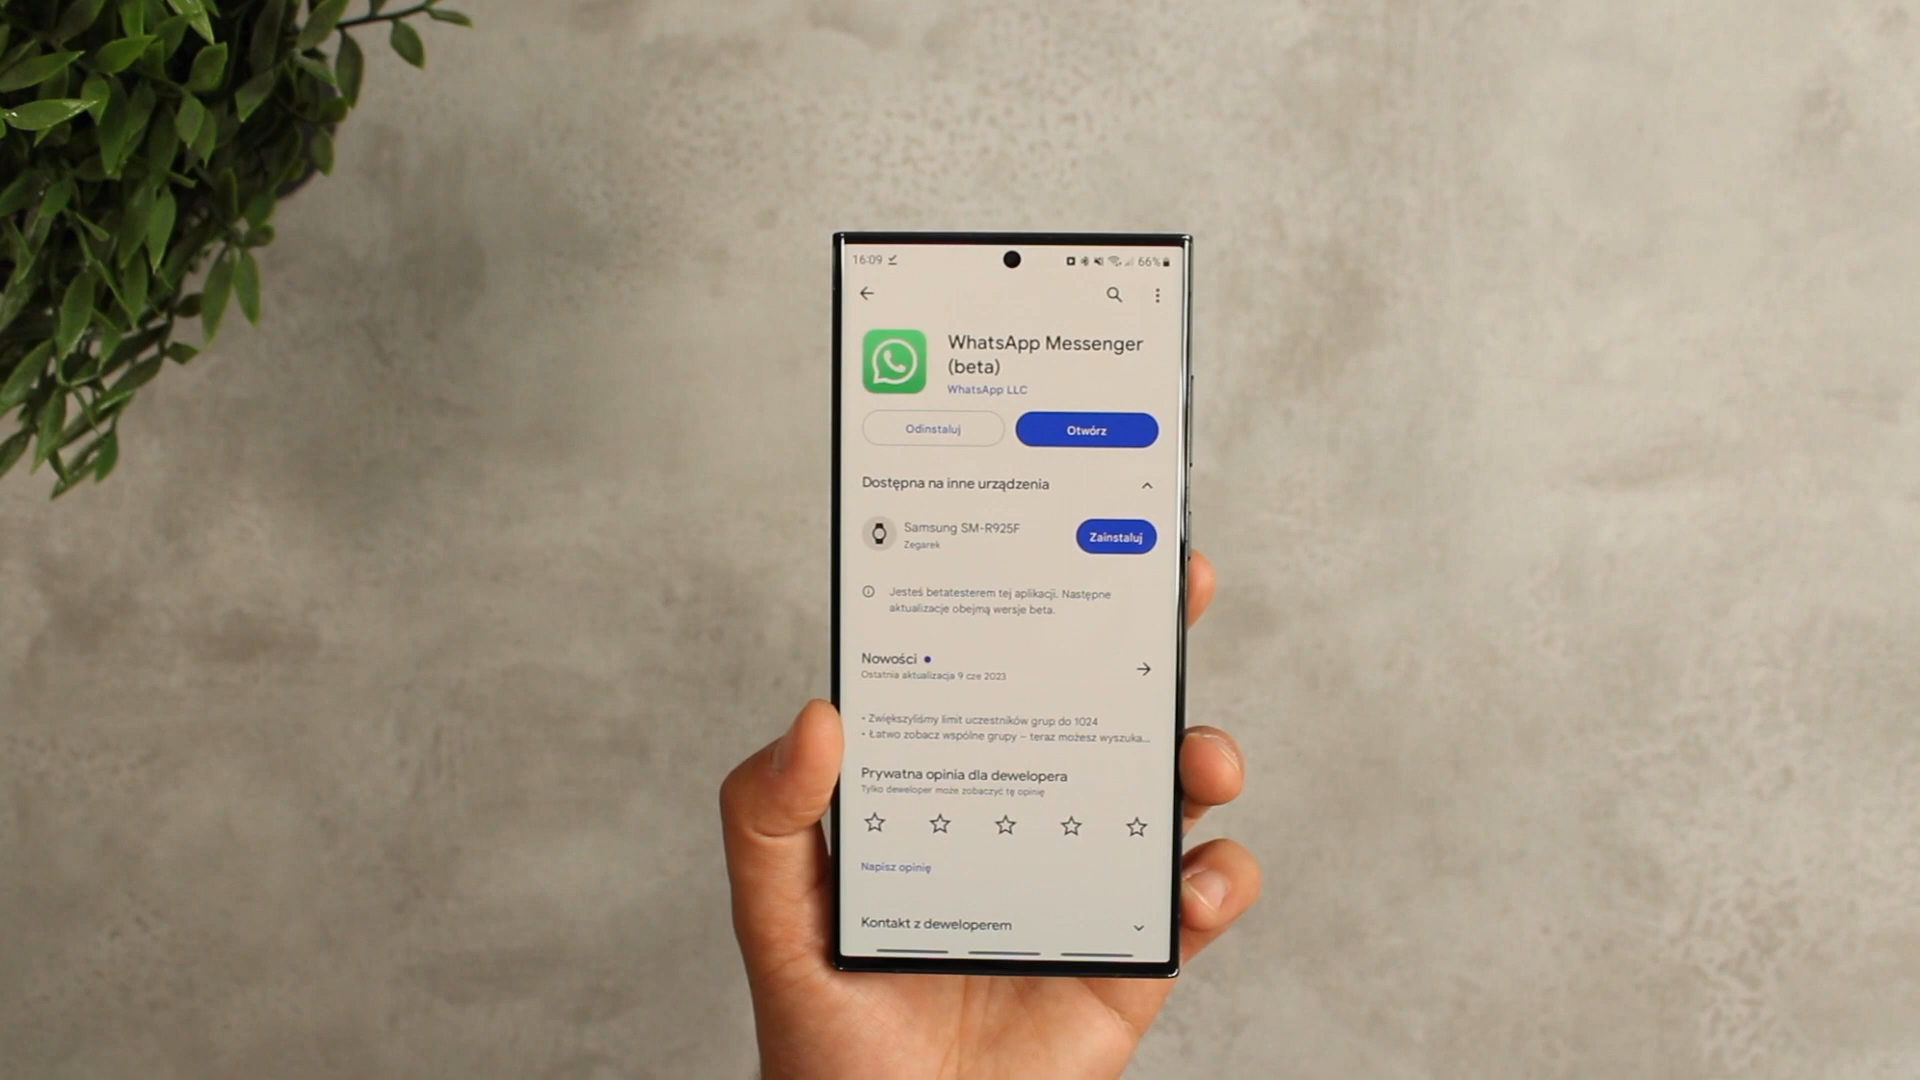 16:09
66%
WhatsApp Messenger
(beta)
WhatsApp LLC
Odinstaluj
Otwórz
Dostępna na inne urządzenia
Samsung SM-R925F
Zegarek
Zainstaluj
Jesteś betatesterem tej aplikacji. Następne
aktualizacje obejmą wersje beta.
Nowości
Ostatnia aktualizacja 9 cze 2023
• Zwiększyliśmy limit uczestników grup do 1024
• Łatwo zobacz wspólne grupy – teraz możesz wyszuka...
Prywatna opinia dla dewelopera
Tylko deweloper może zobaczyć tę opinię
Napisz opinię
Kontakt z deweloperem